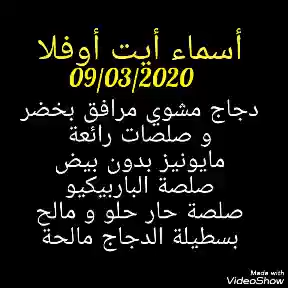 أسماء أيت أوفلا
09/03/2020
دجاج مشوي مرافق بخضر
و صلصات رائعة
مايونيز بدون بيض
صلصة الباربيكيو
صلصة حار حلو و مالح
بسطيلة الدجاج مالحة
Made with
VideoShow